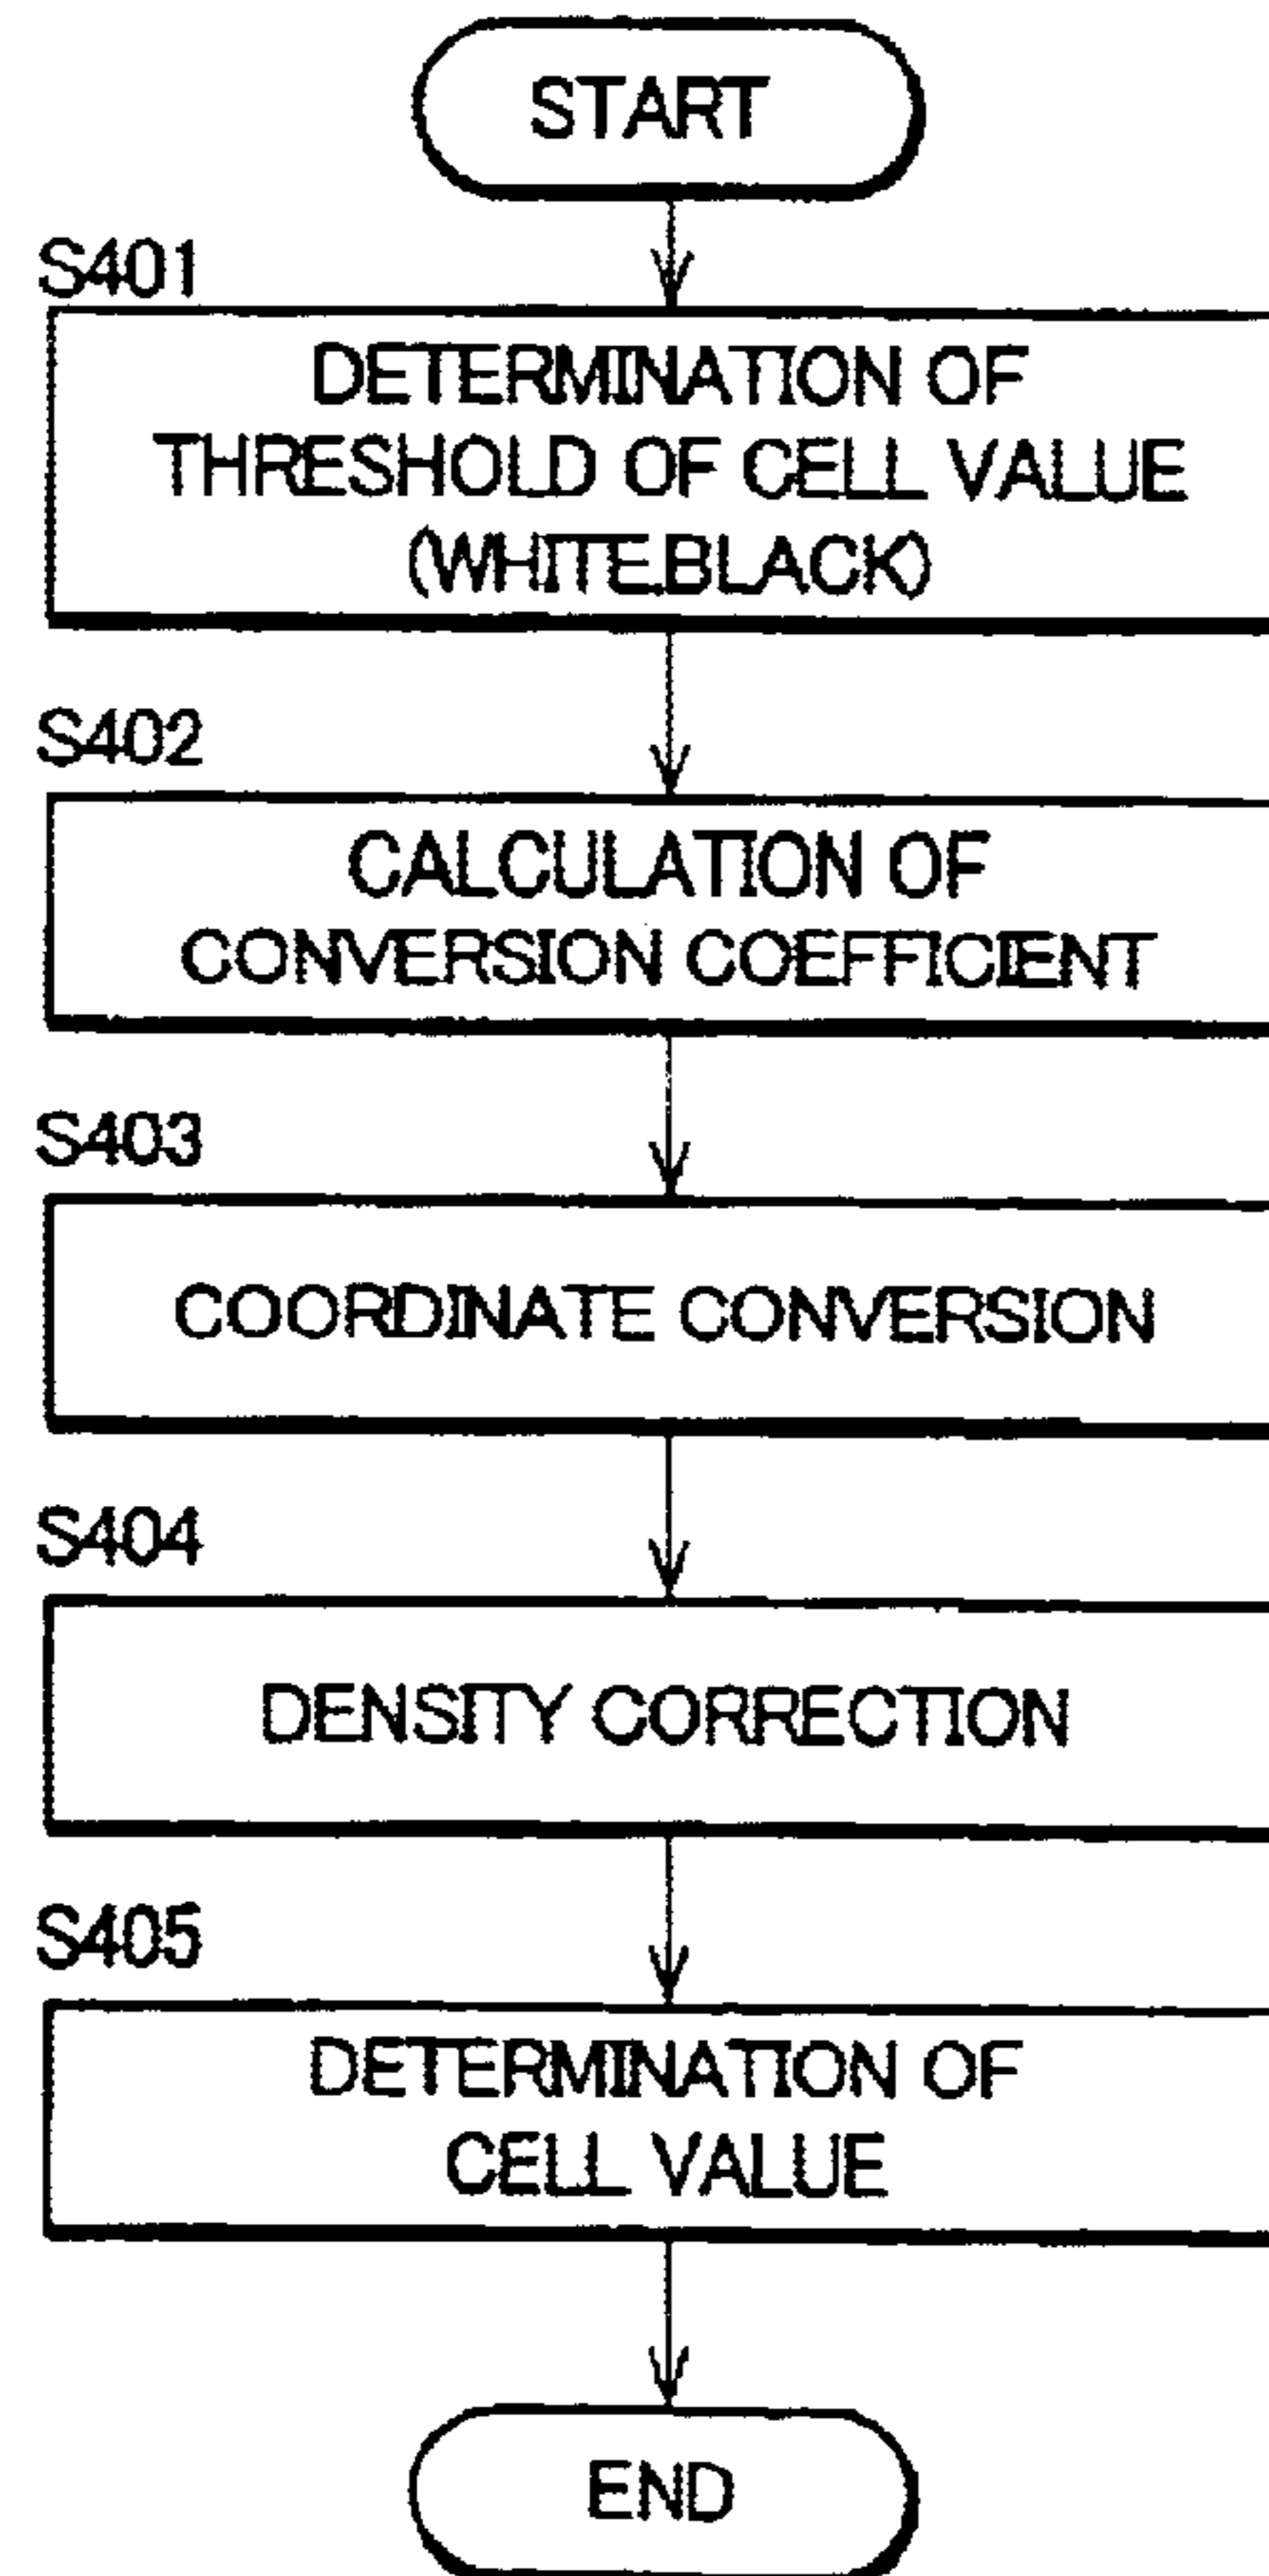 START
S401
DETERMINATION OF
THRESHOLD OF CELL VALUE
(WHITE.BLACK)
S402
CALCULATION OF
CONVERSION COEFFICIENT
S403
COORDINATE CONVERSION
S404
DENSITY CORRECTION
S405
DETERMINATION OF
CELL VALUE
END